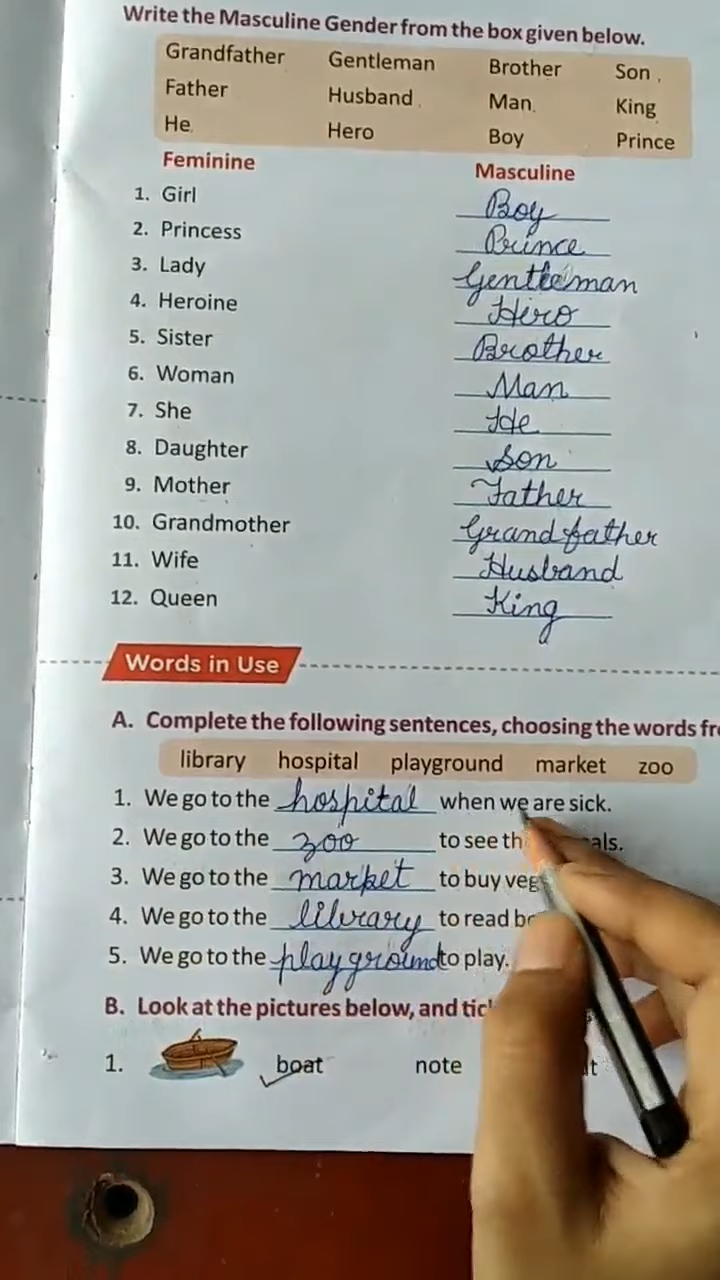 Write the Masculine Gender from the box given below.
Grandfather Gentleman Brother Son
Father Husband Man King
He Hero Boy Prince
Feminine Masculine
1. Girl Boy
2. Princess Prince
3. Lady Gentleman
4. Heroine Hero
5. Sister Brother
6. Woman Man
7. She He
8. Daughter Son
9. Mother Father
10. Grandmother Grandfather
11. Wife Husband
12. Queen King
Words in Use
A. Complete the following sentences, choosing the words
library hospital playground market zoo
1. We go to the hospital when we are sick.
2. We go to the zoo to see
3. We go to the market to buy
4. We go to the library to read
5. We go to the playground to play.
B. Look at the pictures below, and
1. boat note